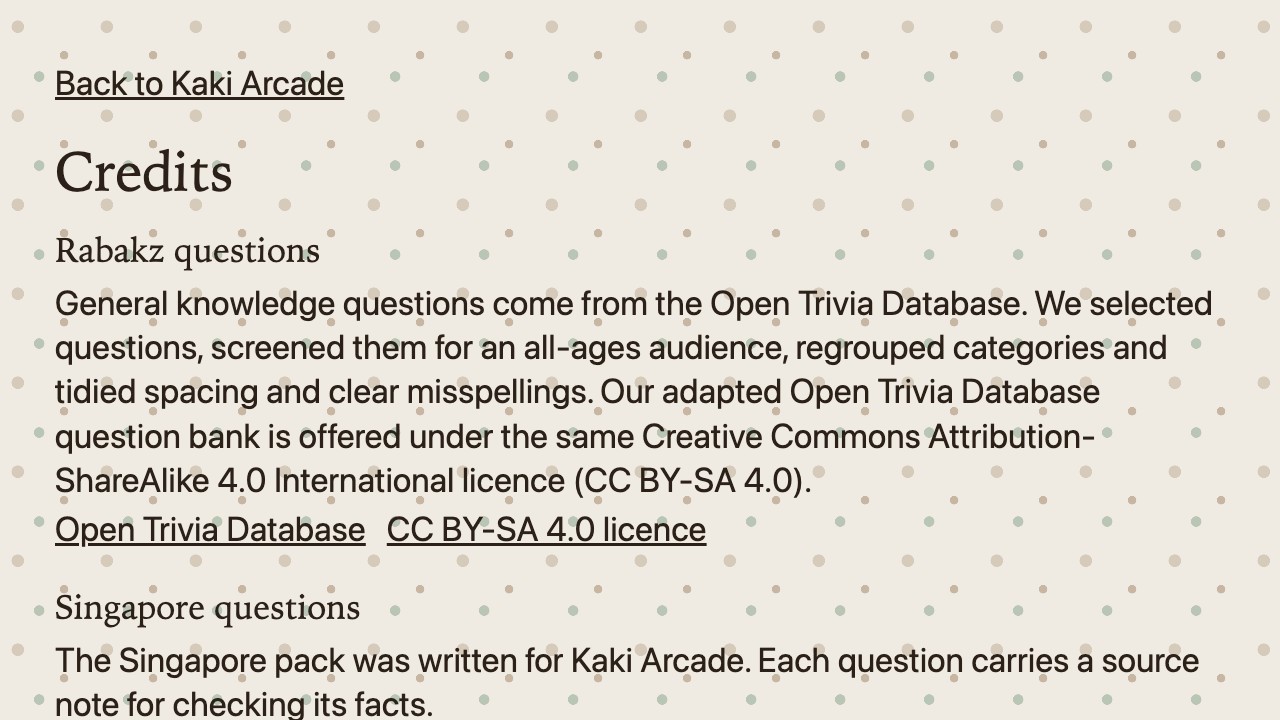 Back to Kaki Arcade
Credits
Rabakz questions
General knowledge questions come from the Open Trivia Database. We selected
questions, screened them for an all-ages audience, regrouped categories and
tidied spacing and clear misspellings. Our adapted Open Trivia Database
question bank is offered under the same Creative Commons Attribution-
ShareAlike 4.0 International licence (CC BY-SA 4.0).
Open Trivia Database CC BY-SA 4.0 licence
Singapore questions
The Singapore pack was written for Kaki Arcade. Each question carries a source
note for checking its facts.